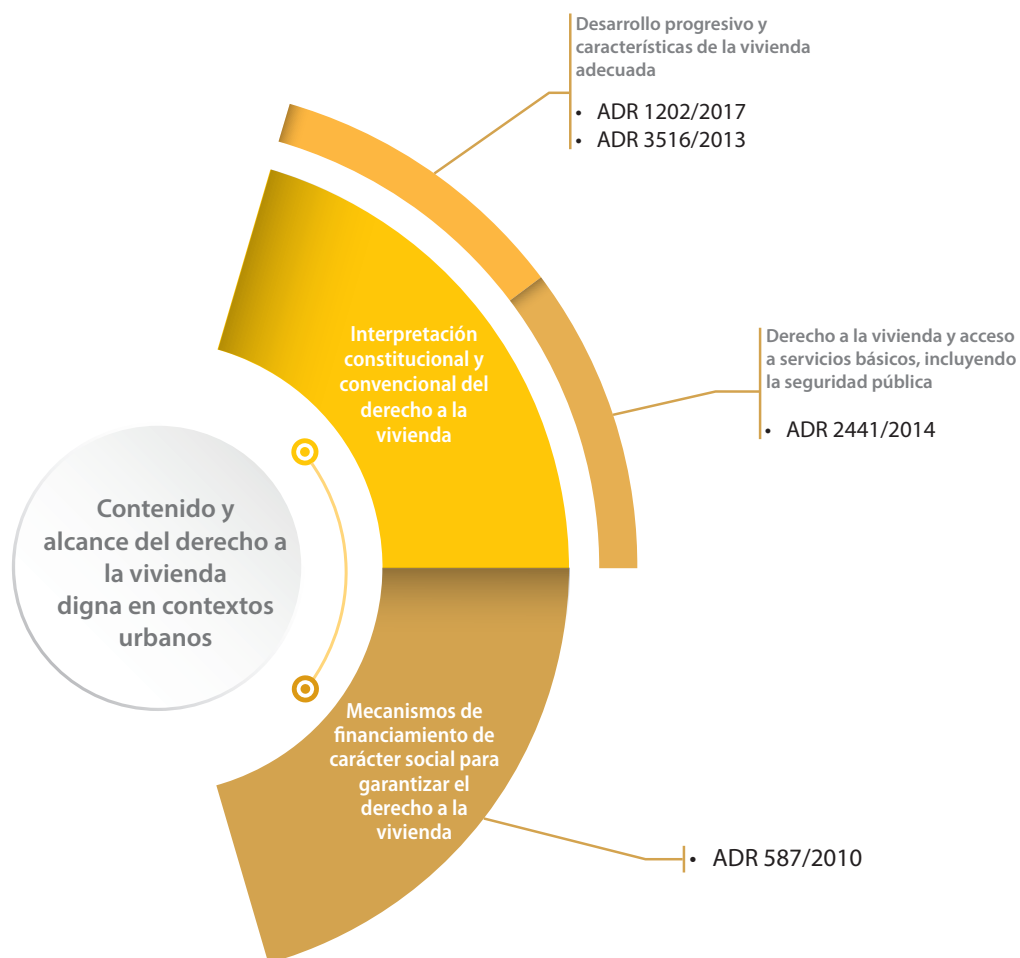 Contenido y
alcance del derecho a
la vivienda
digna en contextos
urbanos
Interpretación
constitucional y
convencional del
derecho a la
vivienda
Desarrollo progresivo y
características de la vivienda
adecuada
• ADR 1202/2017
• ADR 3516/2013
Derecho a la vivienda y acceso
a servicios básicos, incluyendo
la seguridad pública
• ADR 2441/2014
Mecanismos de
financiamiento de
carácter social para
garantizar el
derecho a la
vivienda
• ADR 587/2010